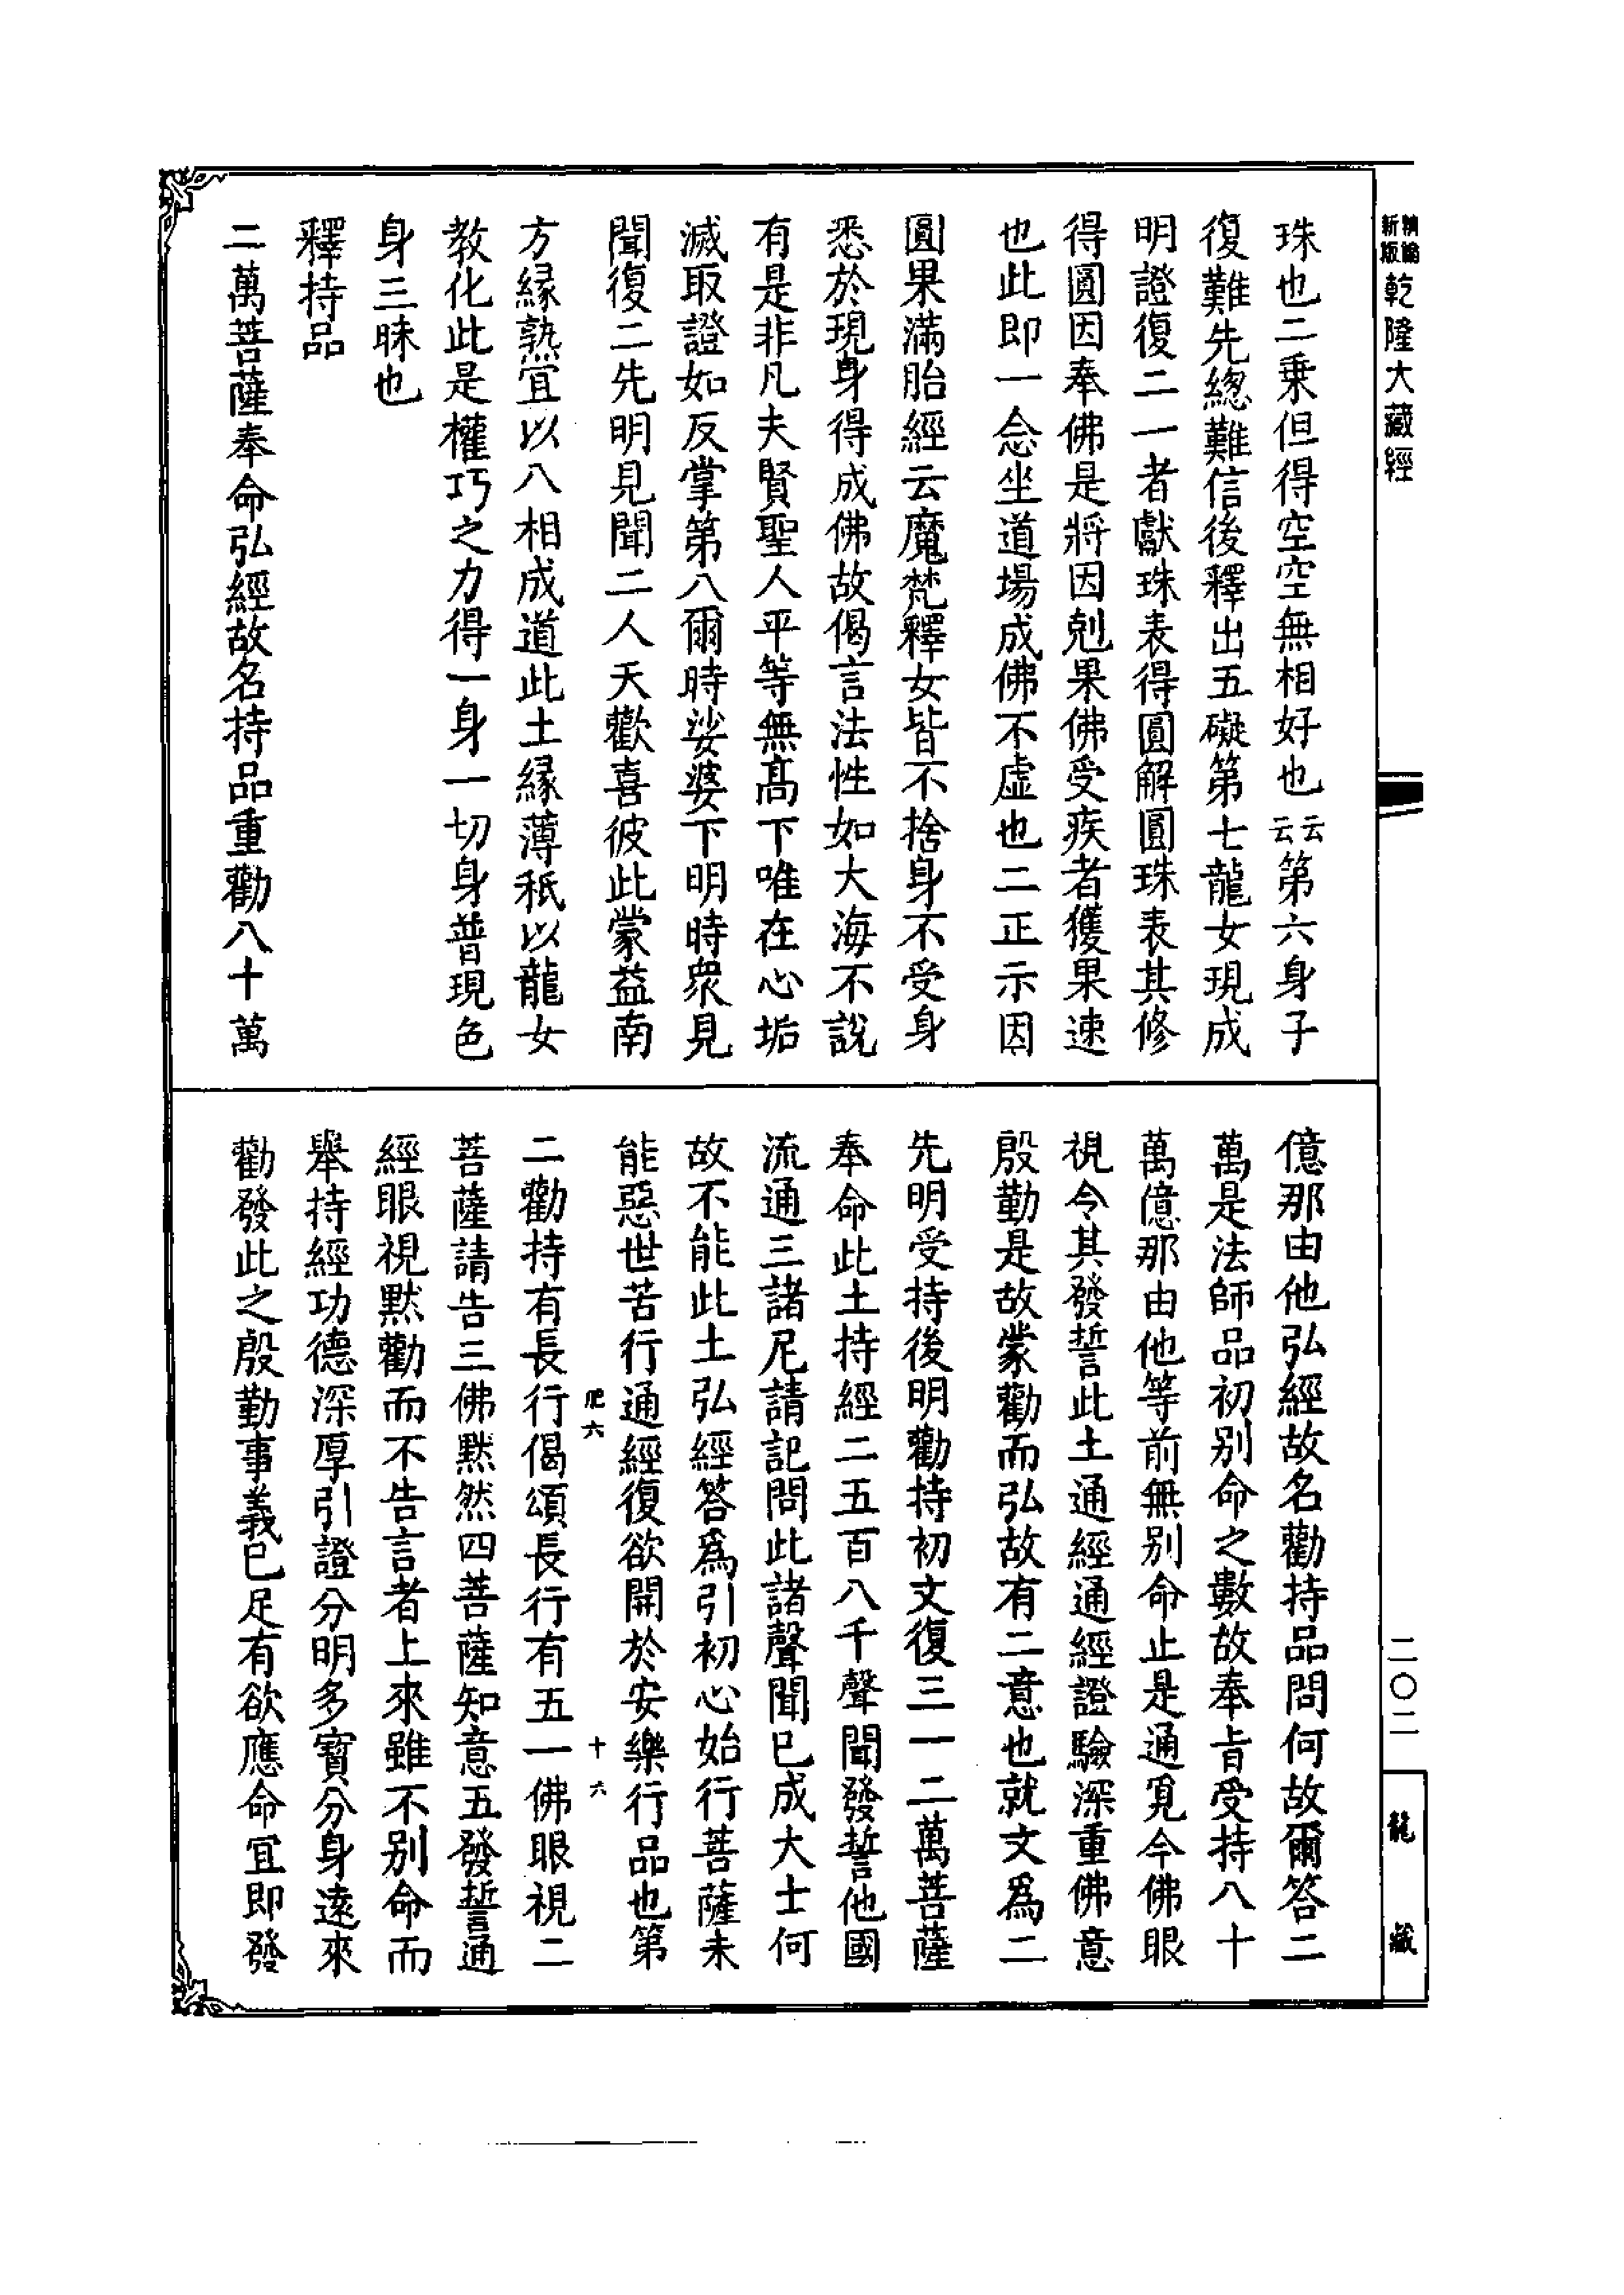 新版
精編
乾隆大藏經
珠也二乗但得空空無相好也云云第六身子
復難先緫難信後釋出五礙第七龍女現成
明證復二一者獻珠表得圓解圓珠表其修
得圓因奉佛是將因剋果佛受疾者獲果速
也此即一念坐道場成佛不虛也二正示因
圓果滿胎經云魔梵釋女皆不捨身不受身
悉於現身得成佛故偈言法性如大海不說
有是非凡夫賢聖人平等無高下唯在心垢
滅取證如反掌第八爾時娑婆下明時衆見
聞復二先明見聞二人天歡喜彼此蒙益南
方緣熟宜以八相成道此土緣薄秖以龍女
教化此是權巧之力得一身一切身普現色
身三昧也
釋持品
二萬菩薩奉命弘經故名持品重勸八十萬
億那由他弘經故名勸持品問何故爾答二
萬是法師品初别命之數故奉旨受持八十
萬億那由他等前無别命止是通覓今佛眼
視令其發誓此土通經通經證驗深重佛意
殷勤是故蒙勸而弘故有二意也就文爲二
先明受持後明勸持初文復三一二萬菩薩
奉命此土持經二五百八千聲聞發誓他國
流通三諸尼請記問此諸聲聞已成大士何
故不能此土弘經答爲引初心始行菩薩未
能惡世苦行通經復欲開於安樂行品也第
肥六
十六
二勸持有長行偈頌長行有五一佛眼視二
菩薩請告三佛默然四菩薩知意五發誓通
經眼視默勸而不告言者上來雖不别命而
舉持經功德深厚引證分明多寳分身遠來
勸發此之殷勤事義已足有欲應命宜即發
二〇二
龍藏